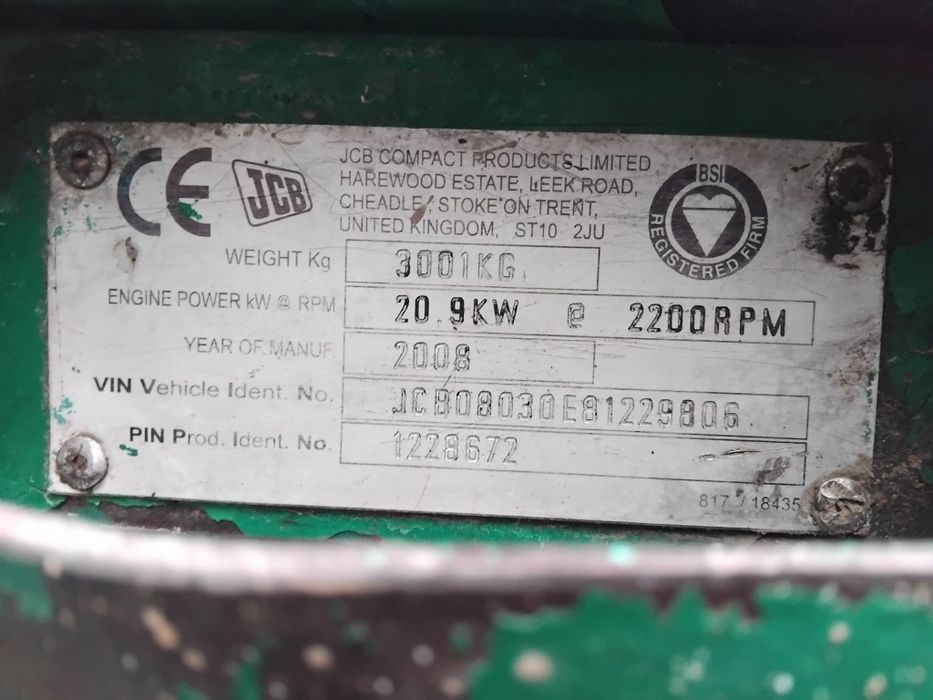 CE JCB JCB COMPACT PRODUCTS LIMITED
HAREWOOD ESTATE, LEEK ROAD,
CHEADLE, STOKE ON TRENT,
UNITED KINGDOM, ST10 2JU
BSI
REGISTERED FIRM
WEIGHT Kg 3001KG
ENGINE POWER kW @ RPM 20.9KW @ 2200RPM
YEAR OF MANUF. 2008
VIN Vehicle Ident. No. JCB08030E81229806
PIN Prod. Ident. No. 1228672
817 / 18435